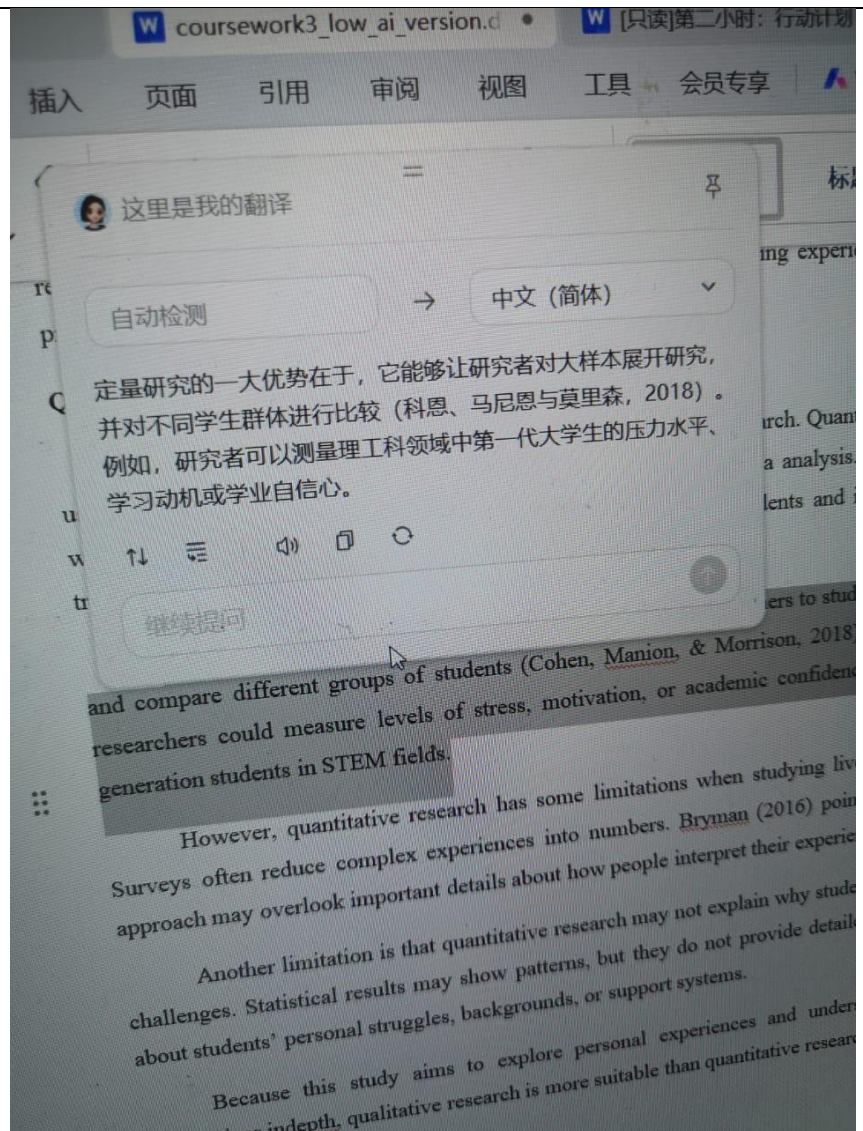 coursework3_low_ai_version.d
[只读]第二小时：行动计划
插入 页面 引用 审阅 视图 工具 会员专享
标
这里是我的翻译
自动检测 → 中文（简体）
定量研究的一大优势在于，它能够让研究者对大样本展开研究，
并对不同学生群体进行比较（科恩、马尼恩与莫里森，2018）。
例如，研究者可以测量理工科领域中第一代大学生的压力水平、
学习动机或学业自信心。
继续提问
re
ing experie
p
Q
rch. Quant
a analysis.
u
lents and i
w
tr
ers to stud
and compare different groups of students (Cohen, Manion, & Morrison, 2018)
researchers could measure levels of stress, motivation, or academic confidenc
generation students in STEM fields.
However, quantitative research has some limitations when studying live
Surveys often reduce complex experiences into numbers. Bryman (2016) poin
approach may overlook important details about how people interpret their experie
Another limitation is that quantitative research may not explain why stude
challenges. Statistical results may show patterns, but they do not provide detaile
about students' personal struggles, backgrounds, or support systems.
Because this study aims to explore personal experiences and under
indepth, qualitative research is more suitable than quantitative researc